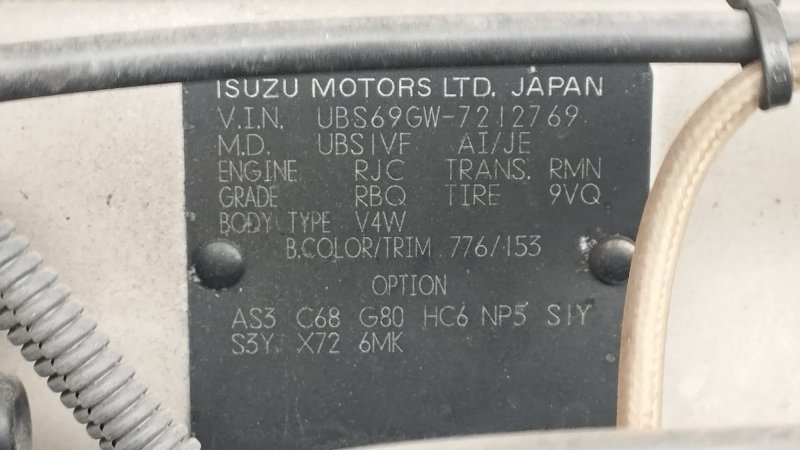 ISUZU MOTORS LTD. JAPAN
V.I.N. UBS69GW-7212769
M.D. UBS1VF A1/JE
ENGINE RJC TRANS. RMN
GRADE RBQ TIRE 9VQ
BODY TYPE V4W
B.COLOR/TRIM 776/153
OPTION
AS3 C68 G80 HC6 NP5 S1Y
S3Y X72 6MK